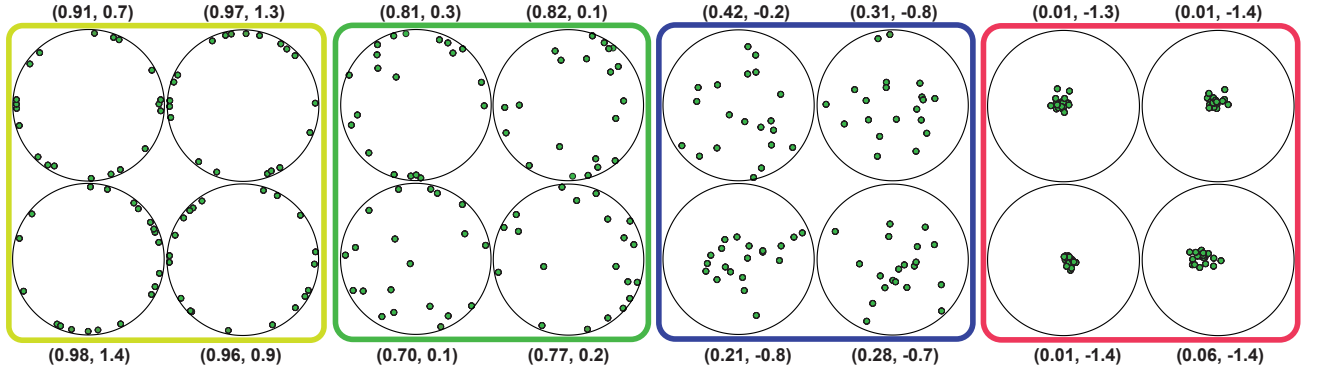 (0.91, 0.7) (0.97, 1.3) (0.81, 0.3) (0.82, 0.1) (0.42, -0.2) (0.31, -0.8) (0.01, -1.3) (0.01, -1.4)
(0.98, 1.4) (0.96, 0.9) (0.70, 0.1) (0.77, 0.2) (0.21, -0.8) (0.28, -0.7) (0.01, -1.4) (0.06, -1.4)